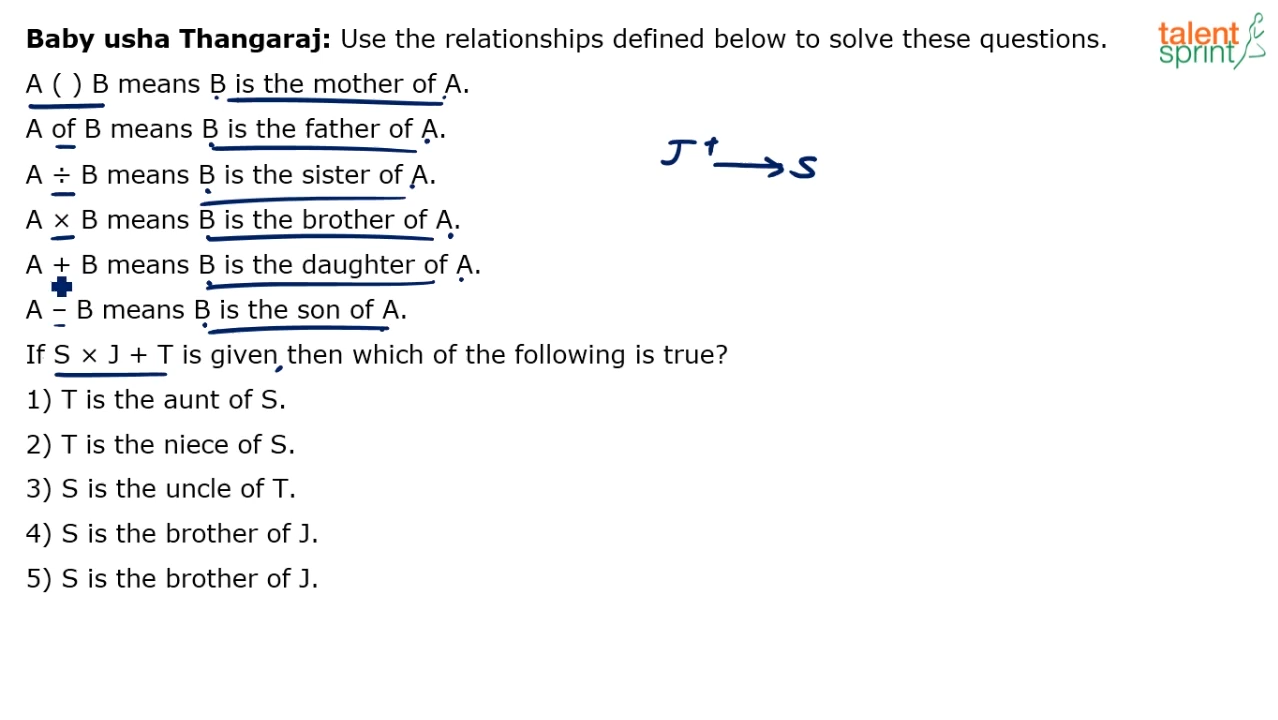 Baby usha Thangaraj: Use the relationships defined below to solve these questions.
talent
sprint
A ( ) B means B is the mother of A.
A of B means B is the father of A.
J + → S
A ÷ B means B is the sister of A.
A × B means B is the brother of A.
A + B means B is the daughter of A.
A – B means B is the son of A.
If S × J + T is given then which of the following is true?
1) T is the aunt of S.
2) T is the niece of S.
3) S is the uncle of T.
4) S is the brother of J.
5) S is the brother of J.